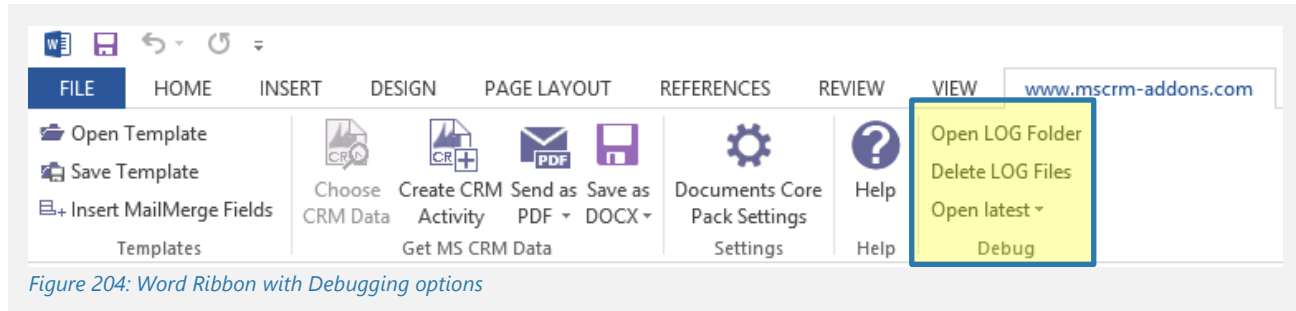 FILE HOME INSERT DESIGN PAGE LAYOUT REFERENCES REVIEW VIEW www.mscrm-addons.com
Open Template
Save Template
Insert MailMerge Fields
Templates
Choose
CRM Data
Create CRM
Activity
PDF
Send as
PDF
Save as
DOCX
Get MS CRM Data
Documents Core
Pack Settings
Settings
Help
Help
Open LOG Folder
Delete LOG Files
Open latest
Debug
Figure 204: Word Ribbon with Debugging options